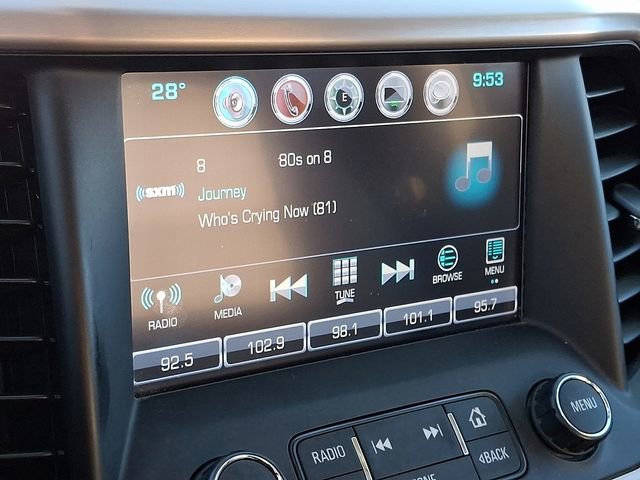 28° E 9:53
8 80s on 8
((sxm))
Journey
Who's Crying Now (81)
RADIO MEDIA TUNE BROWSE MENU
92.5 102.9 98.1 101.1 95.7
RADIO MENU
◁BACK